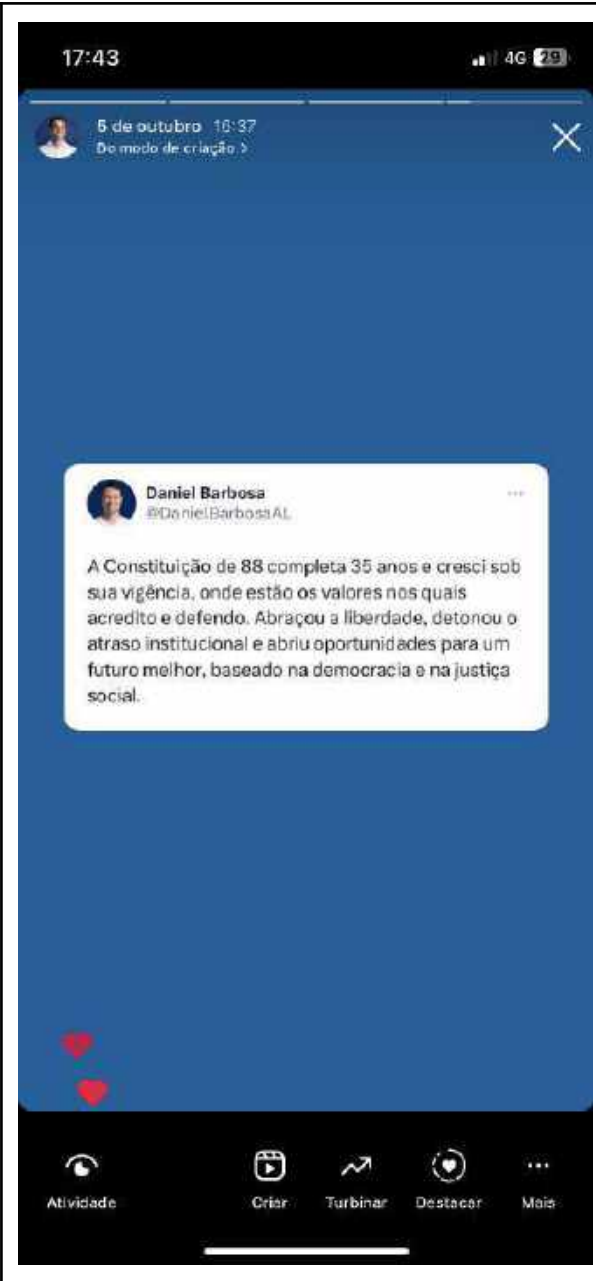 17:43
4G 29
5 de outubro 16:37
Do modo de criação >
Daniel Barbosa
@DanielBarbosaAL
A Constituição de 88 completa 35 anos e cresci sob
sua vigência, onde estão os valores nos quais
acredito e defendo. Abraçou a liberdade, detonou o
atraso institucional e abriu oportunidades para um
futuro melhor, baseado na democracia e na justiça
social.
Atividade
Criar
Turbinar
Destacar
Mais